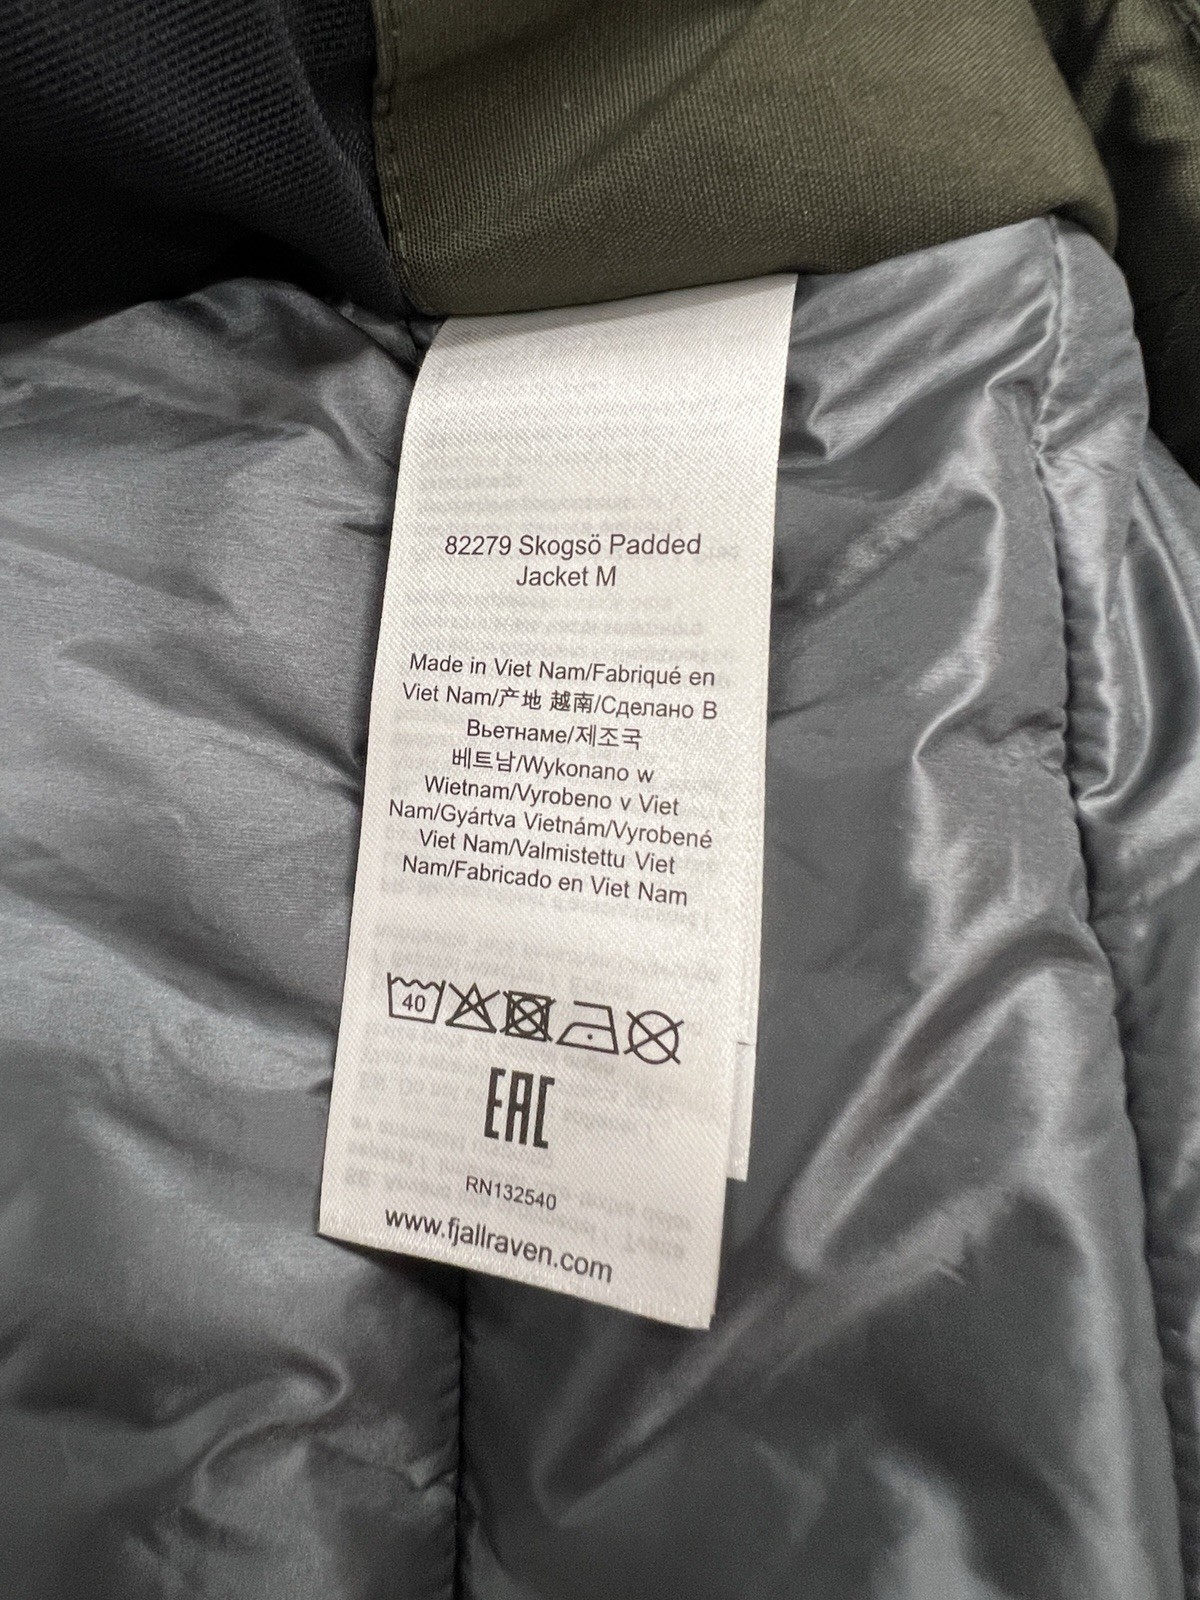 82279 Skogsö Padded
Jacket M
Made in Viet Nam/Fabriqué en
Viet Nam/产地 越南/Сделано В
Вьетнаме/제조국
베트남/Wykonano w
Wietnam/Vyrobeno v Viet
Nam/Gyártva Vietnám/Vyrobené
Viet Nam/Valmistettu Viet
Nam/Fabricado en Viet Nam
40
EAC
RN132540
www.fjallraven.com